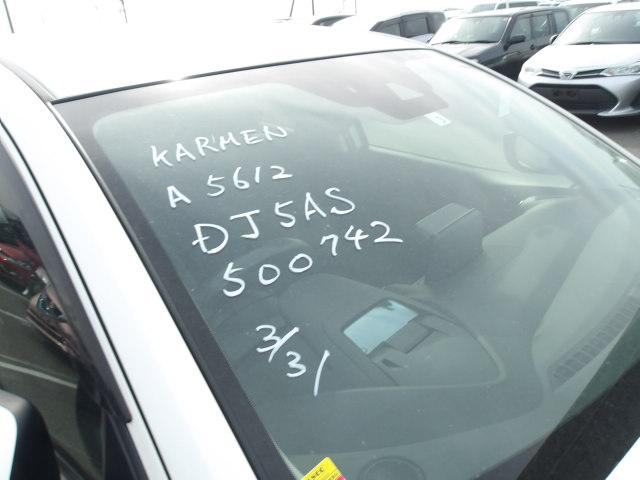 KARMEN
A 5612
DJ5AS
500742
3/31